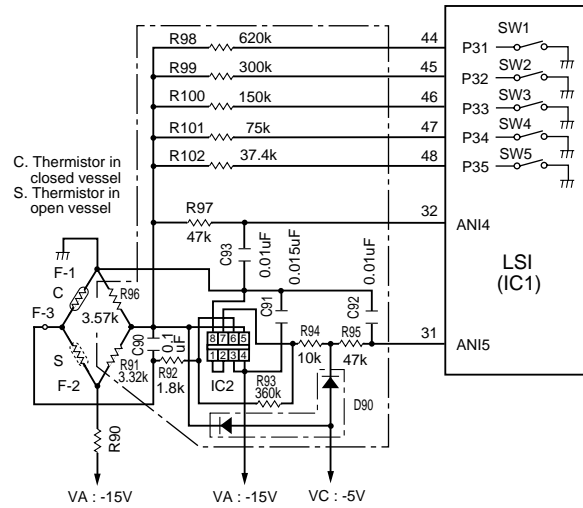 R98 620k 44 P31 SW1
R99 300k 45 P32 SW2
R100 150k 46 P33 SW3
R101 75k 47 P34 SW4
R102 37.4k 48 P35 SW5
C. Thermistor in
closed vessel
S. Thermistor in
open vessel
R97 47k 32 ANI4
LSI
(IC1)
C93 0.01uF
0.015uF C91
0.01uF C92
F-1
C
R96
F-3
3.57k
S
R91
3.32k
F-2
C90 0.1
uF
R92
1.8k
8 7 6 5
1 2 3 4
IC2
R93
360k
R94
10k
R95
47k
31 ANI5
D90
R90
VA : -15V
VA : -15V
VC : -5V